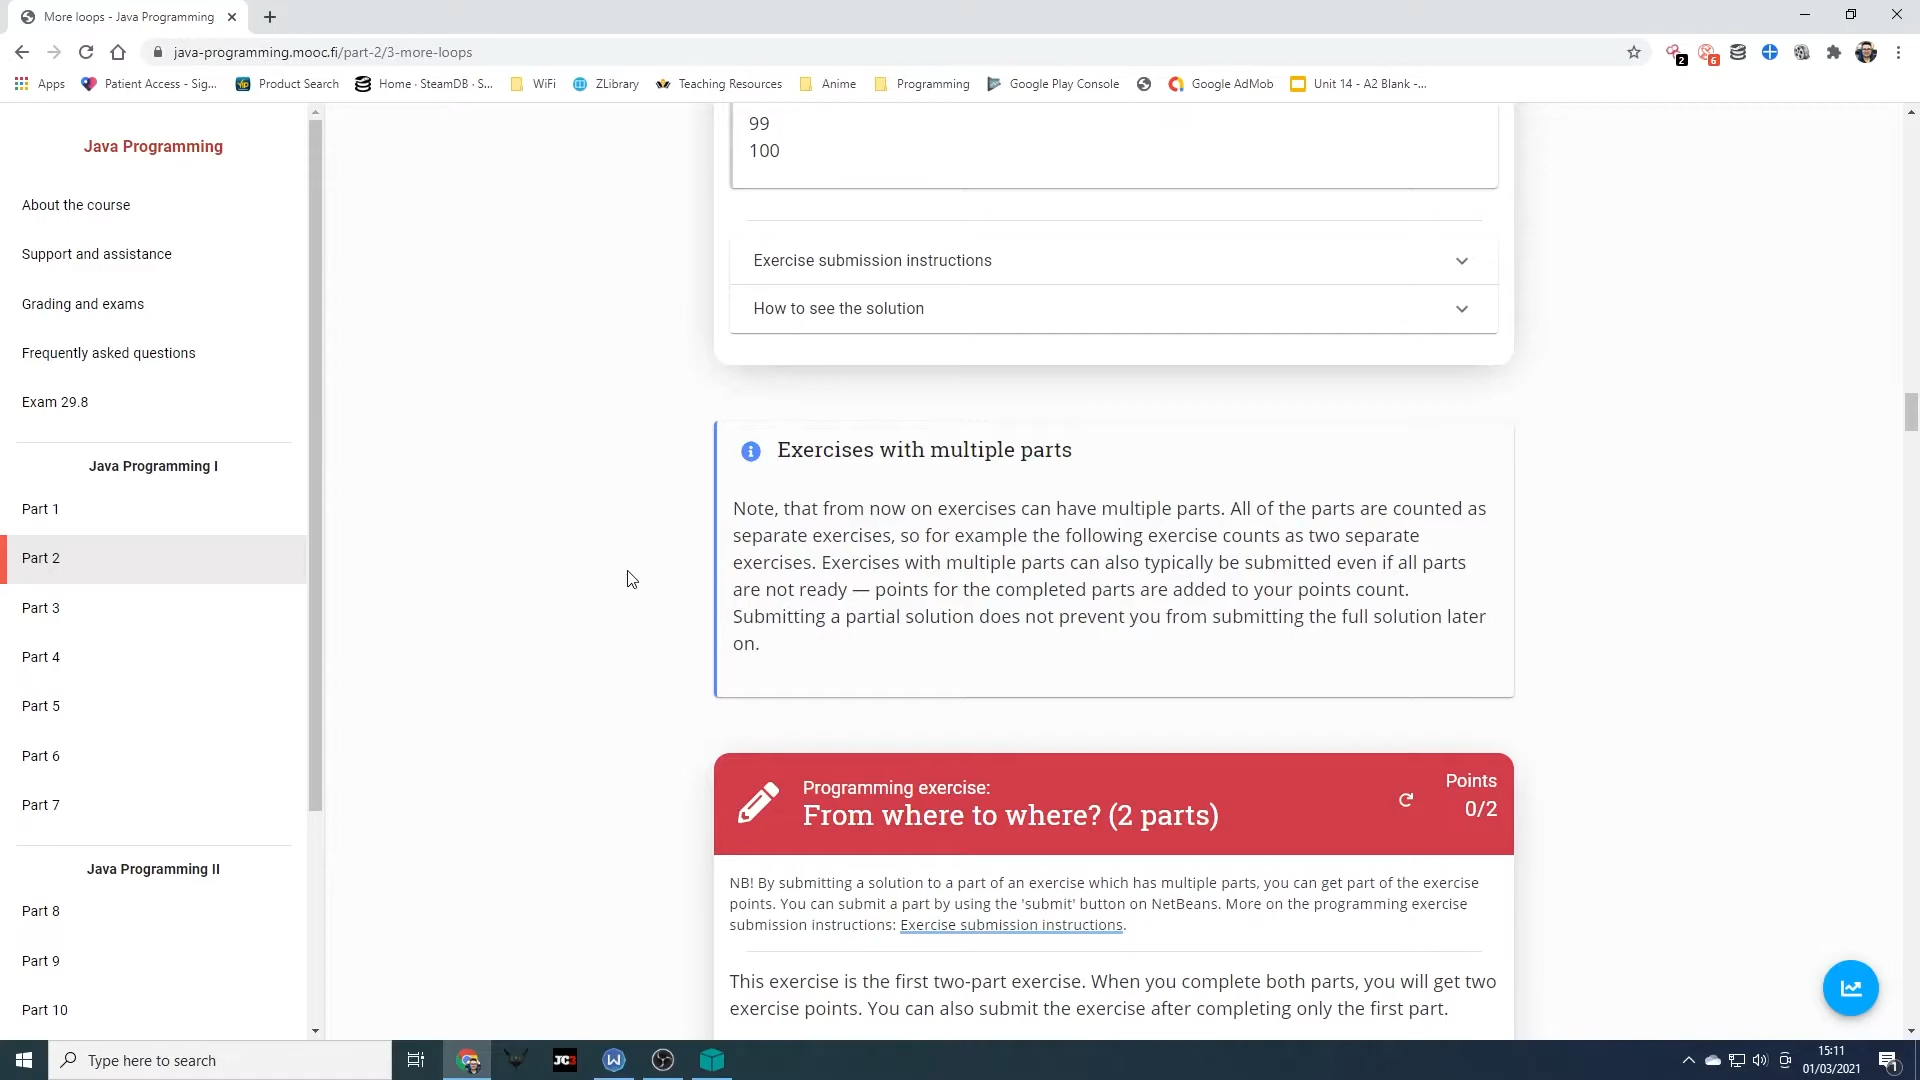 More loops - Java Programming
java-programming.mooc.fi/part-2/3-more-loops
2
6
Apps
Patient Access - Sig...
Product Search
Home · SteamDB · S...
WiFi
ZLibrary
Teaching Resources
Anime
Programming
Google Play Console
Google AdMob
Unit 14 - A2 Blank -...
Java Programming
About the course
Support and assistance
Grading and exams
Frequently asked questions
Exam 29.8
Java Programming I
Part 1
Part 2
Part 3
Part 4
Part 5
Part 6
Part 7
Java Programming II
Part 8
Part 9
Part 10
99
100
Exercise submission instructions
How to see the solution
Exercises with multiple parts
Note, that from now on exercises can have multiple parts. All of the parts are counted as
separate exercises, so for example the following exercise counts as two separate
exercises. Exercises with multiple parts can also typically be submitted even if all parts
are not ready — points for the completed parts are added to your points count.
Submitting a partial solution does not prevent you from submitting the full solution later
on.
Programming exercise:
From where to where? (2 parts)
Points
0/2
NB! By submitting a solution to a part of an exercise which has multiple parts, you can get part of the exercise
points. You can submit a part by using the 'submit' button on NetBeans. More on the programming exercise
submission instructions: Exercise submission instructions.
This exercise is the first two-part exercise. When you complete both parts, you will get two
exercise points. You can also submit the exercise after completing only the first part.
Type here to search
JC3
W
15:11
01/03/2021
1